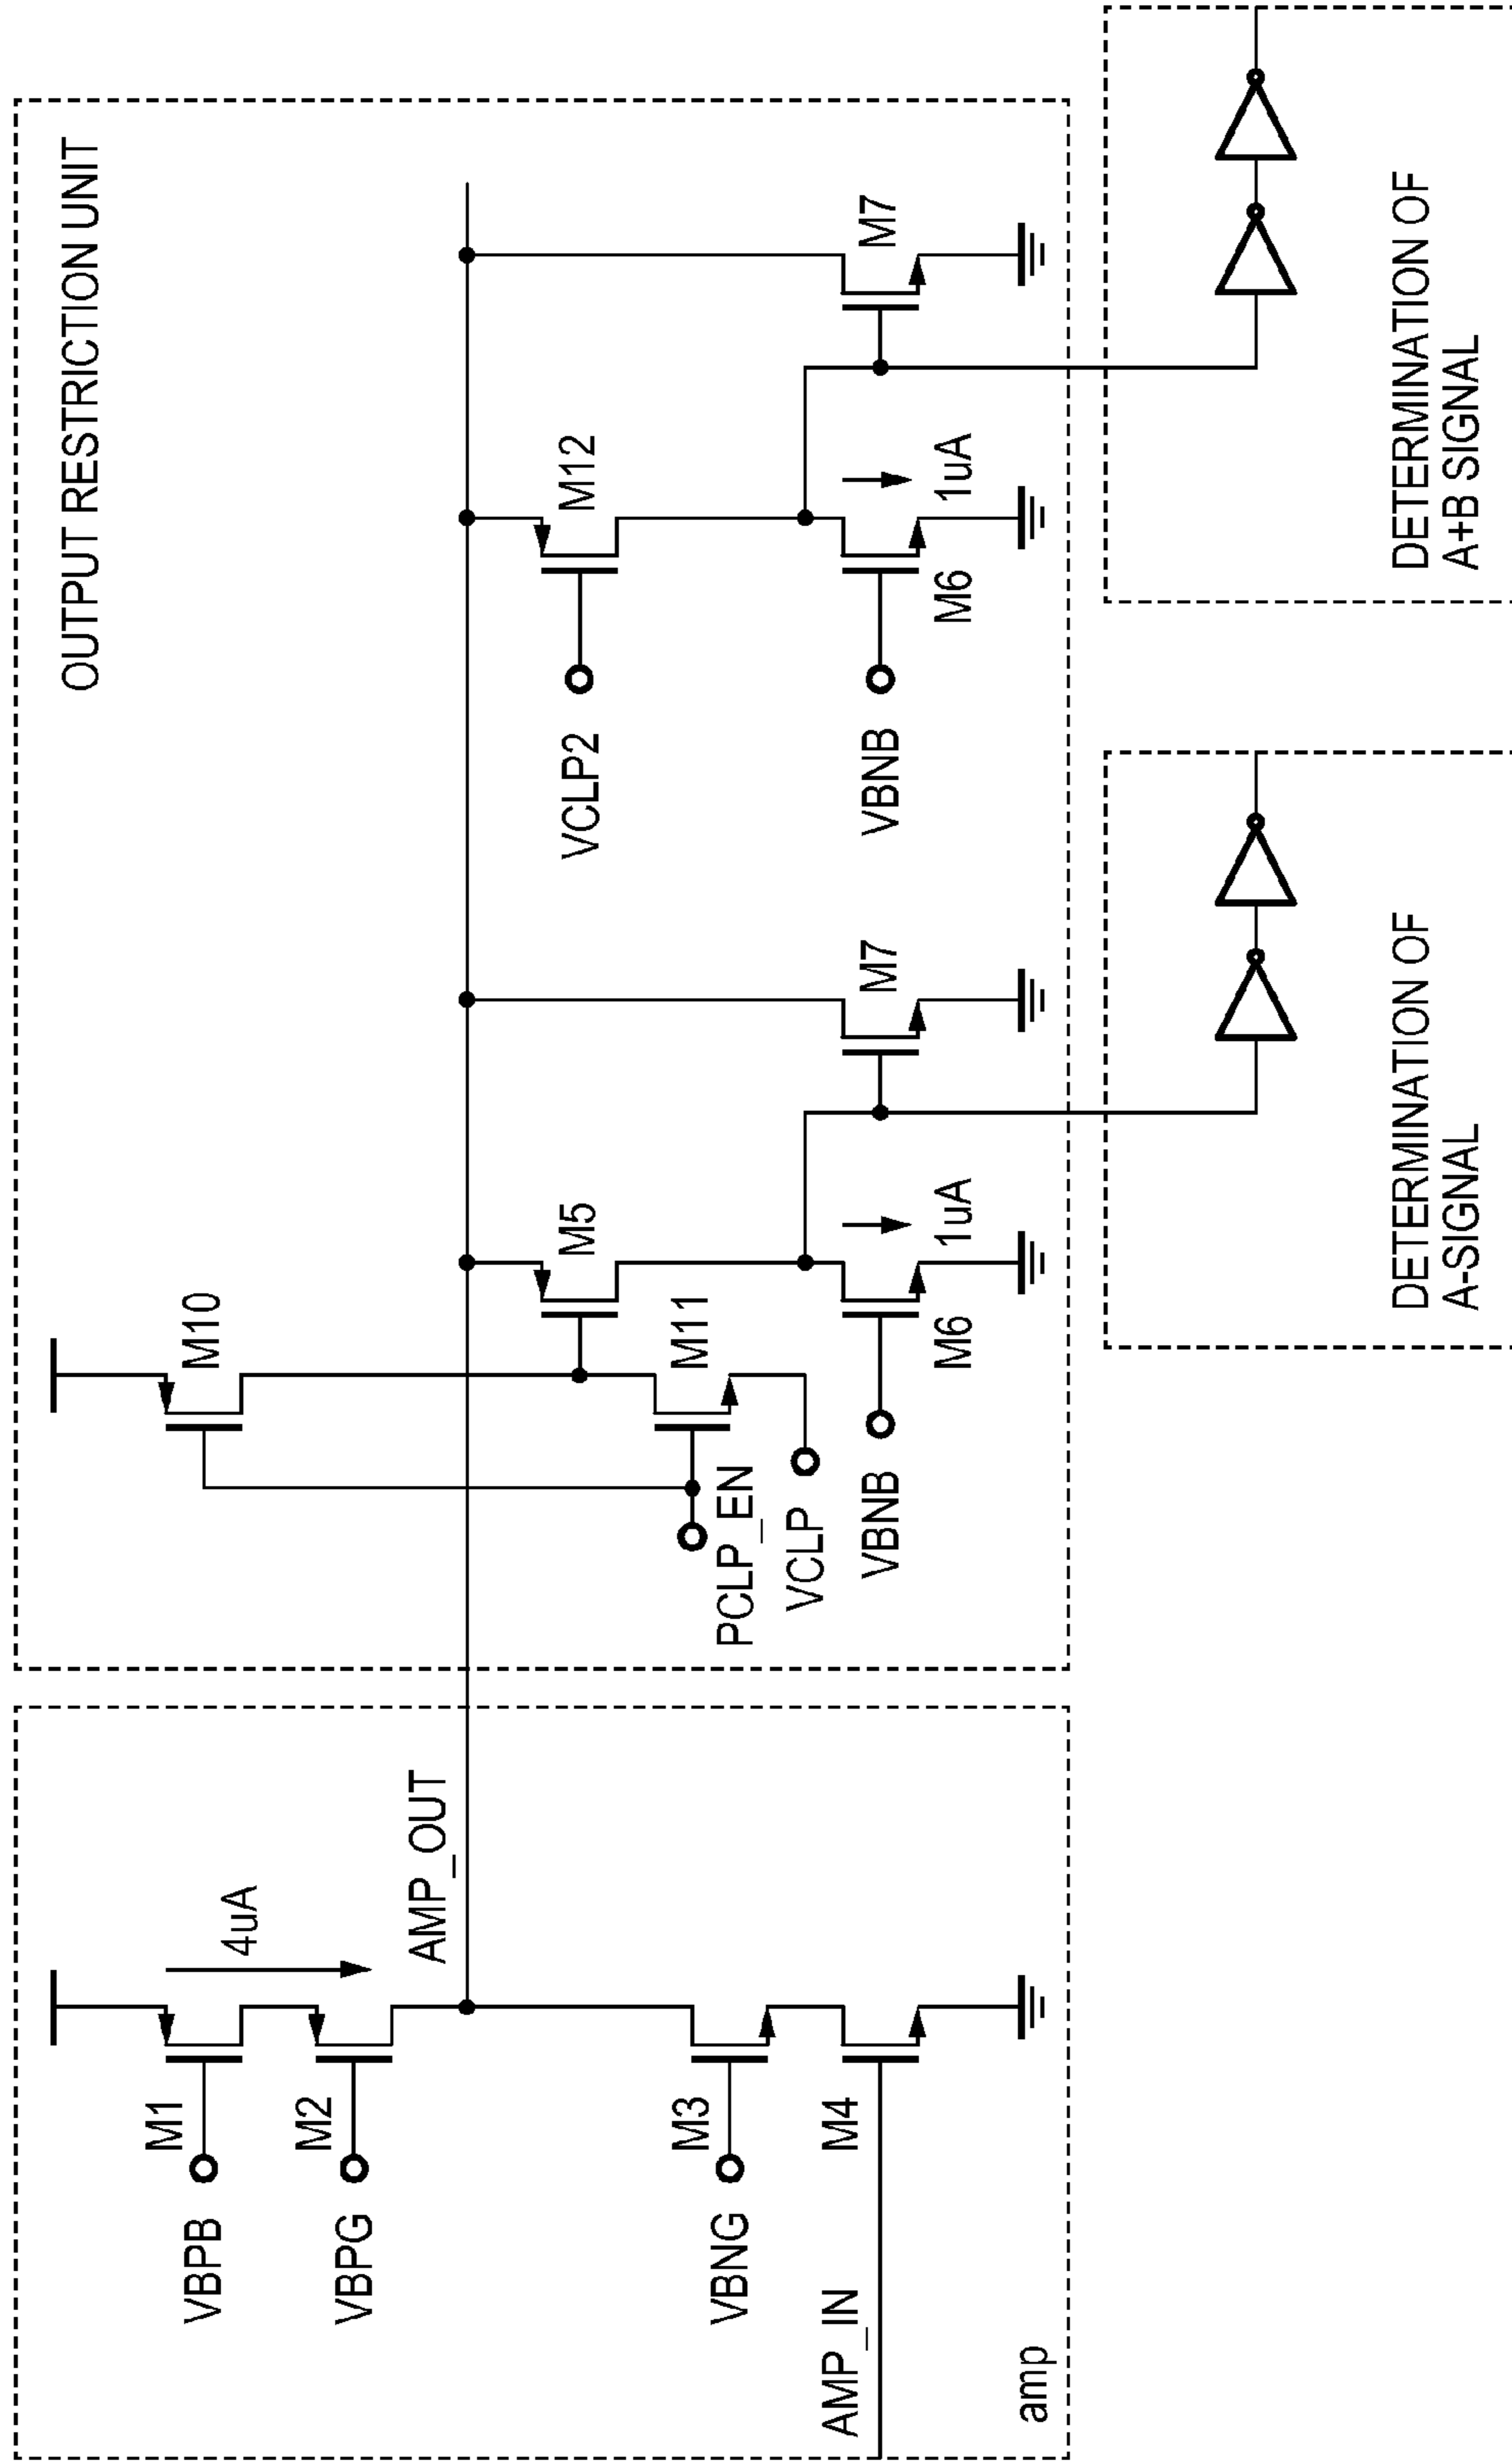 OUTPUT RESTRICTION UNIT
M1
VBPB
M2
VBPG
4uA
AMP_OUT
M3
VBNG
M4
AMP_IN
amp
M10
M11
PCLP_EN
VCLP
M5
M6
VBNB
1uA
M7
M12
VCLP2
M6
VBNB
1uA
M7
DETERMINATION OF
A-SIGNAL
DETERMINATION OF
A+B SIGNAL